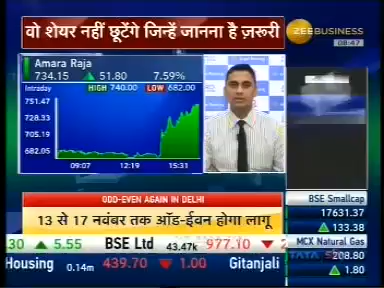 वो शेयर नहीं छूटेंगे जिन्हें जानना है ज़रूरी
ZEEBUSINESS
08:47
Amara Raja
734.15 51.80 7.59%
Intraday HIGH 740.00 LOW 682.00
751.47
728.33
705.19
682.05
09:07 12:19 15:31
ODD-EVEN AGAIN IN DELHI
13 से 17 नवंबर तक ऑड-ईवन होगा लागू
BSE Smallcap
17631.37
133.38
MCX Natural Gas
208.80
1.80
TATA
.30 5.55 BSE Ltd 43.47k 977.10 2
Housing 0.14m 439.70 1.00 Gitanjali